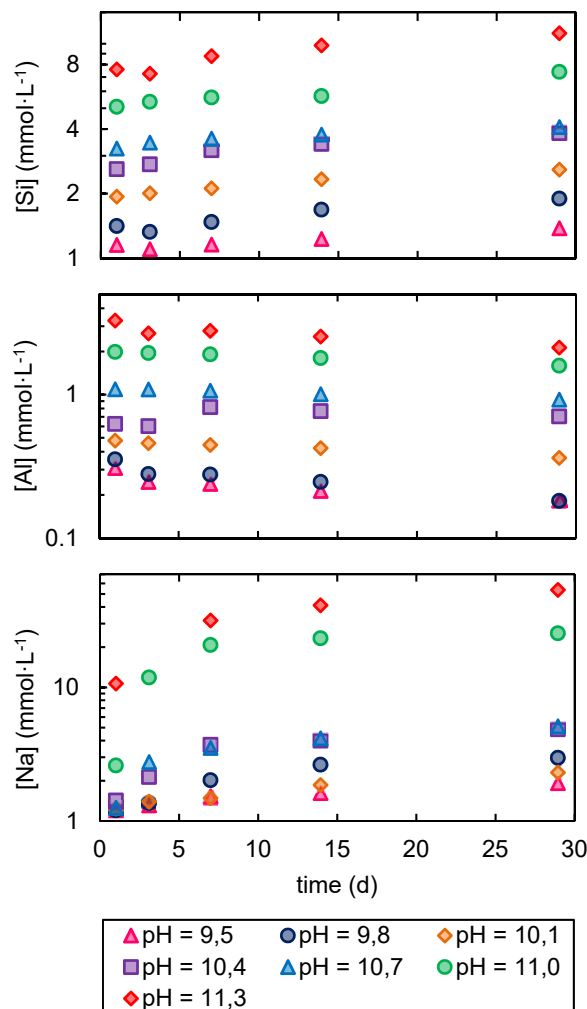 8
4
2
1
[Si] (mmol·L⁻¹)
1
0.1
[Al] (mmol·L⁻¹)
10
1
[Na] (mmol·L⁻¹)
0 5 10 15 20 25 30
time (d)
pH = 9,5 pH = 9,8 pH = 10,1
pH = 10,4 pH = 10,7 pH = 11,0
pH = 11,3